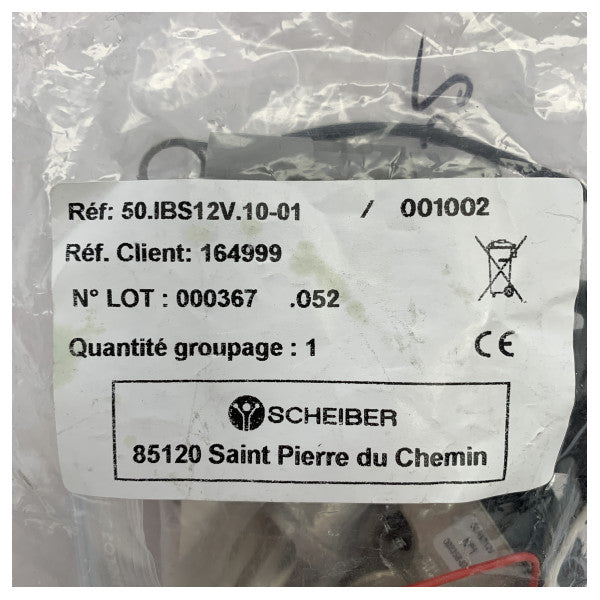 Réf: 50.IBS12V.10-01 / 001002
Réf. Client: 164999
N° LOT : 000367 .052
Quantité groupage : 1
CE
SCHEIBER
85120 Saint Pierre du Chemin